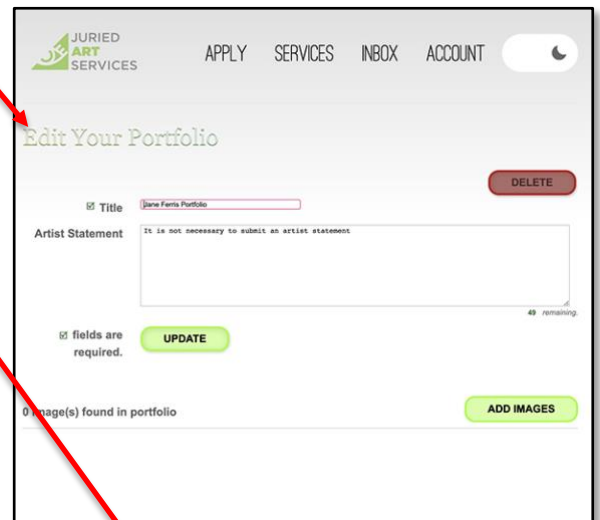 JURIED
ART
SERVICES
APPLY SERVICES INBOX ACCOUNT
Edit Your Portfolio
DELETE
Title Jane Ferris Portfolio
Artist Statement It is not necessary to submit an artist statement
49 remaining.
fields are
required.
UPDATE
0 image(s) found in portfolio
ADD IMAGES